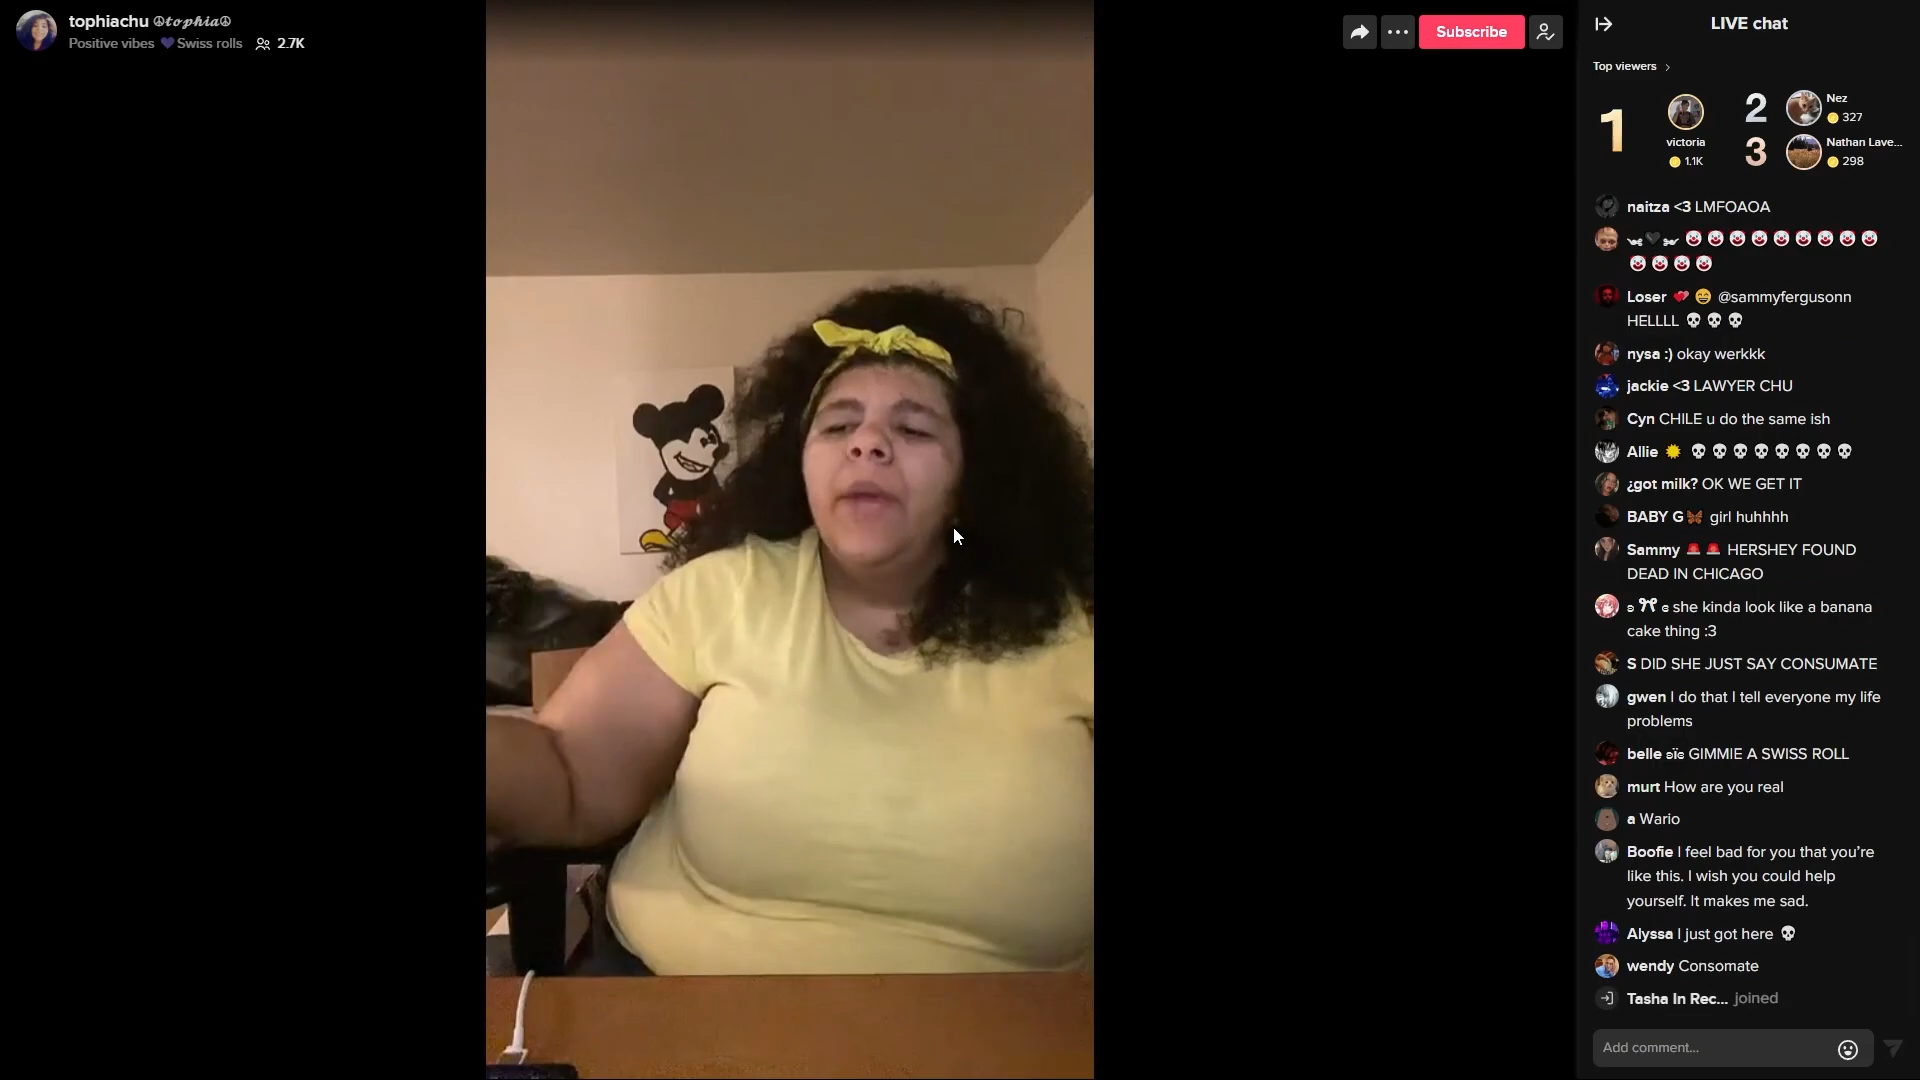 tophiachu ☮𝓽𝓸𝓹𝓱𝓲𝓪☮
Positive vibes 💜Swiss rolls 2.7K
Subscribe
LIVE chat
Top viewers >
1
victoria
1.1K
2
Nez
327
3
Nathan Lave...
298
naitza <3 LMFOAOA
🤡🤡🤡🤡🤡🤡🤡🤡🤡
🤡🤡🤡🤡
Loser 💔 😄 @sammyfergusonn
HELLLL 💀💀💀
nysa :) okay werkkk
jackie <3 LAWYER CHU
Cyn CHILE u do the same ish
Allie ✹ 💀💀💀💀💀💀💀💀
¿got milk? OK WE GET IT
BABY G🦋 girl huhhhh
Sammy 🚨🚨 HERSHEY FOUND
DEAD IN CHICAGO
ʚ 🎀 ɞ she kinda look like a banana
cake thing :3
S DID SHE JUST SAY CONSUMATE
gwen I do that I tell everyone my life
problems
belle ʚïɞ GIMMIE A SWISS ROLL
murt How are you real
a Wario
Boofie I feel bad for you that you’re
like this. I wish you could help
yourself. It makes me sad.
Alyssa I just got here 💀
wendy Consomate
Tasha In Rec... joined
Add comment...